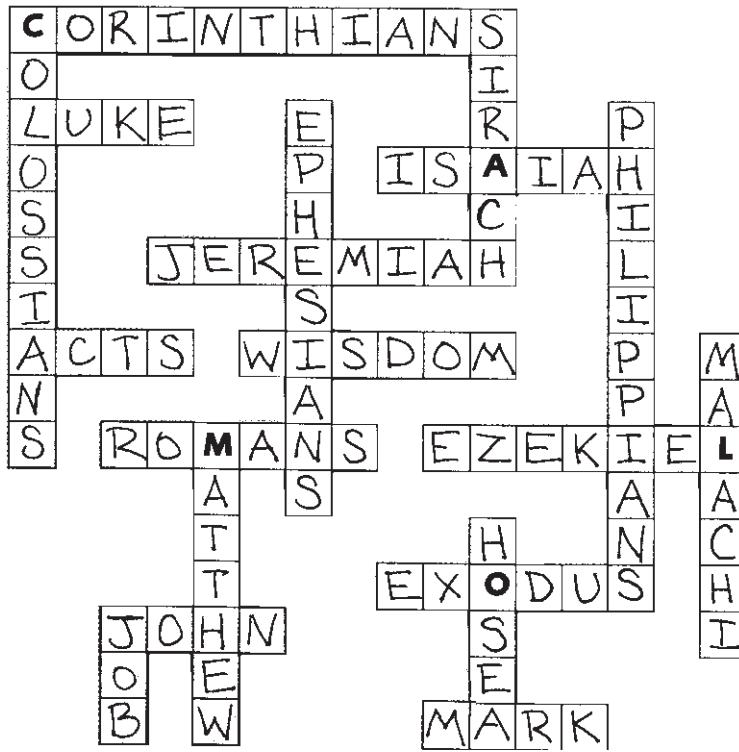 CORINTHIANS
COLOSSIANS
SIRACH
LUKE
EPHESIANS
PHILIPPIANS
ISAIAH
JEREMIAH
ACTS
WISDOM
MALACHI
ROMANS
MATTHEW
EZEKIEL
HOSEA
EXODUS
JOHN
JOB
MARK